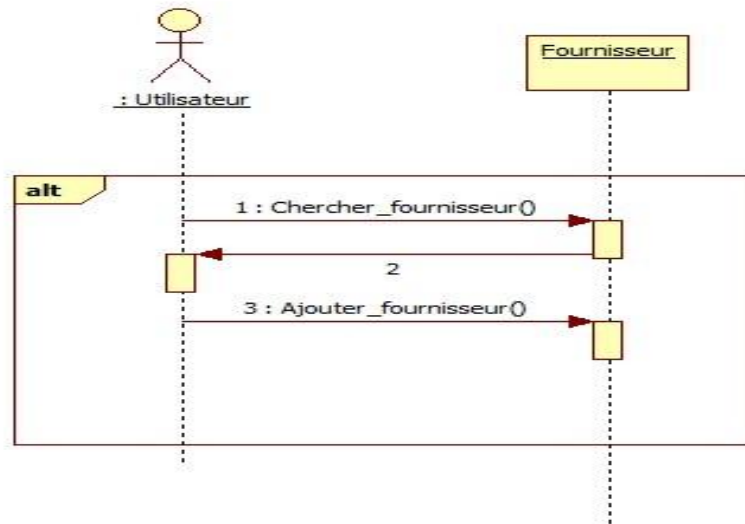 Fournisseur
: Utilisateur
alt
1 : Chercher_fournisseur()
2
3 : Ajouter_fournisseur()